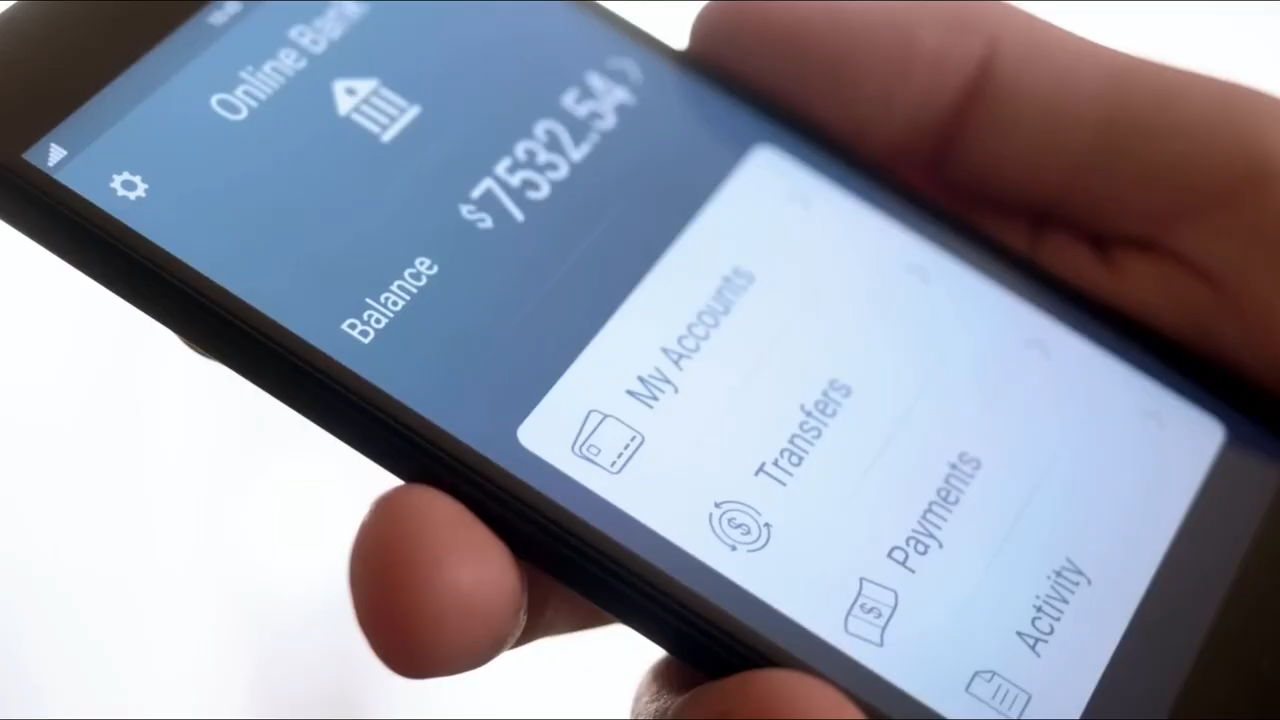 Online Bank
Balance
$7532.54
My Accounts
Transfers
Payments
Activity